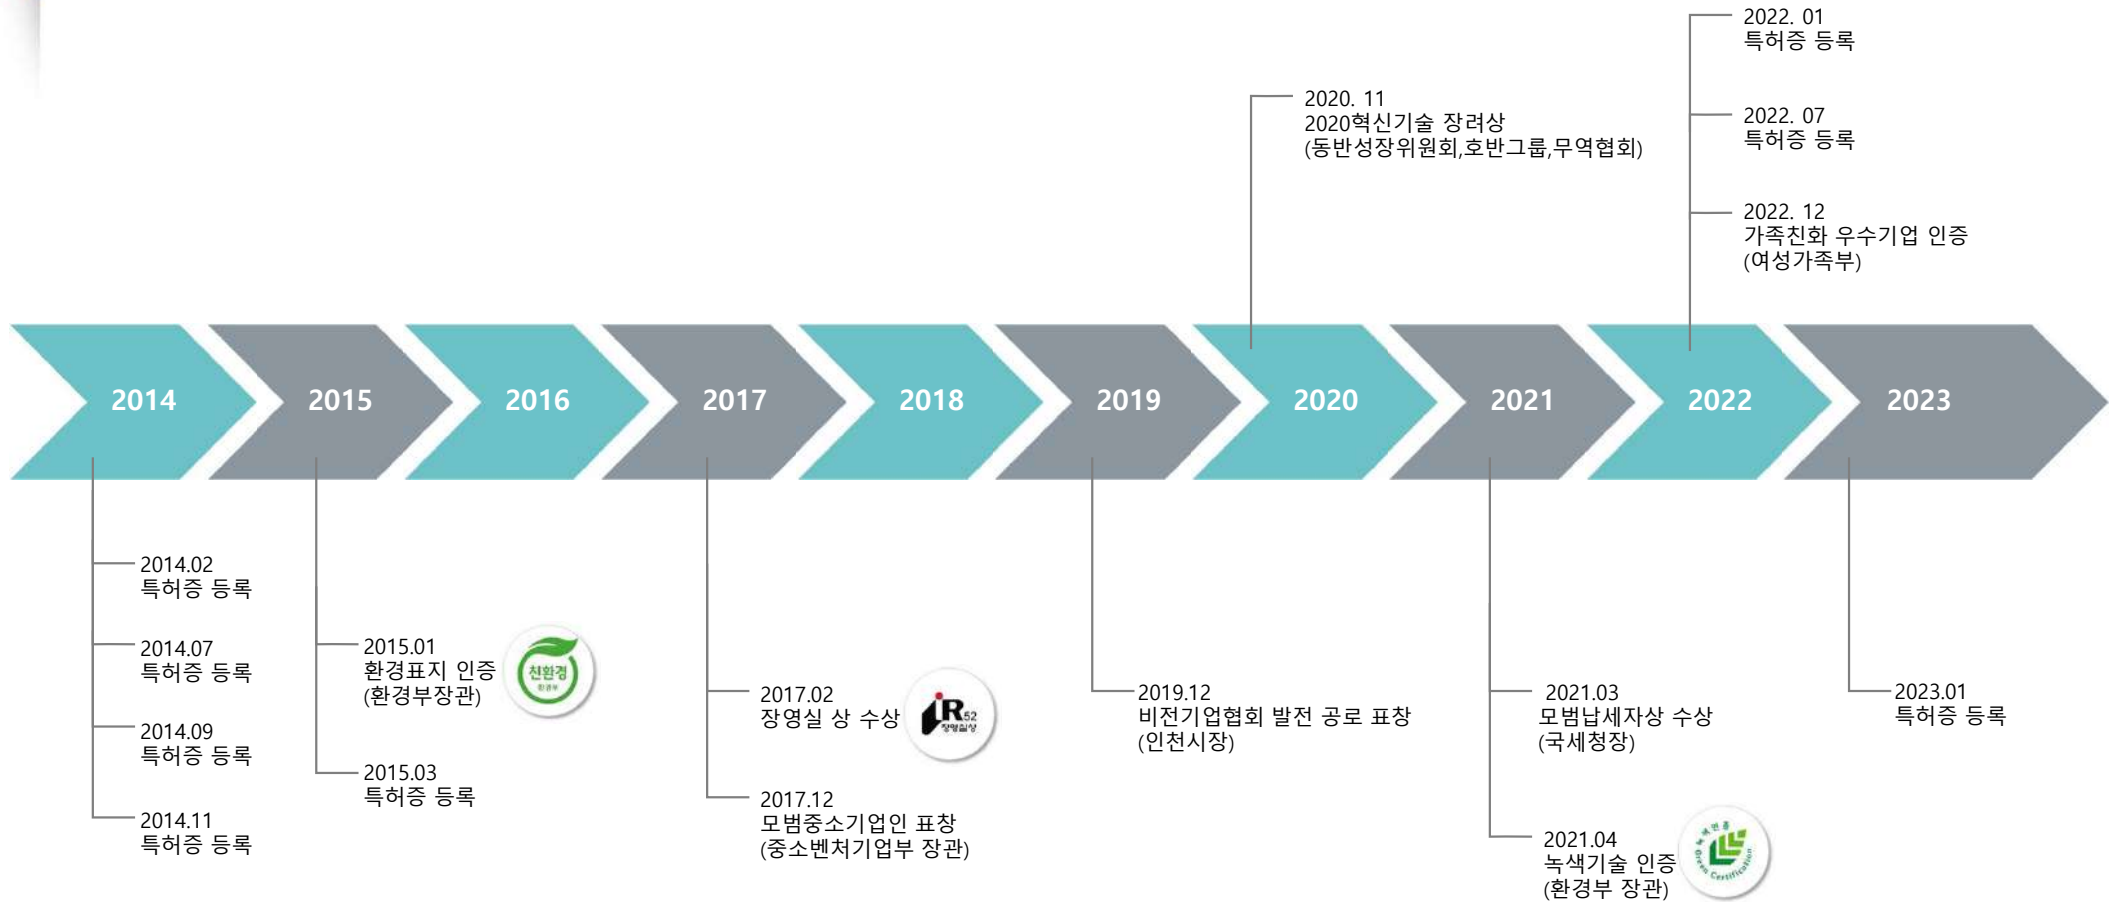 2022. 01
특허증 등록
2022. 07
특허증 등록
2022. 12
가족친화 우수기업 인증
(여성가족부)
2020. 11
2020혁신기술 장려상
(동반성장위원회,호반그룹,무역협회)
2014
2015
2016
2017
2018
2019
2020
2021
2022
2023
2014.02
특허증 등록
2014.07
특허증 등록
2014.09
특허증 등록
2014.11
특허증 등록
2015.01
환경표지 인증
(환경부장관)
친환경
환경부
2015.03
특허증 등록
2017.02
장영실 상 수상
iR52
장영실상
2017.12
모범중소기업인 표창
(중소벤처기업부 장관)
2019.12
비전기업협회 발전 공로 표창
(인천시장)
2021.03
모범납세자상 수상
(국세청장)
2021.04
녹색기술 인증
(환경부 장관)
녹색인증
Green Certification
2023.01
특허증 등록